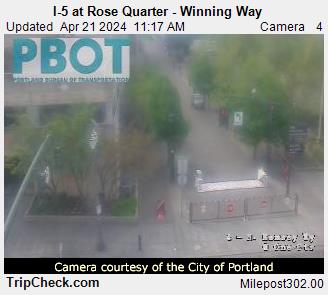 I-5 at Rose Quarter - Winning Way
Updated Apr 21 2024 11:17 AM Camera 4
PBOT
PORTLAND BUREAU OF TRANSPORTATION
Camera courtesy of the City of Portland
TripCheck.com Milepost302.00